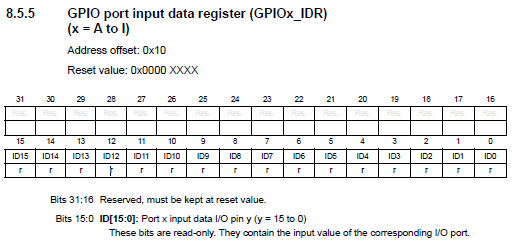 8.5.5 GPIO port input data register (GPIOx_IDR)
(x = A to I)
Address offset: 0x10
Reset value: 0x0000 XXXX
31 30 29 28 27 26 25 24 23 22 21 20 19 18 17 16
Res. Res. Res. Res. Res. Res. Res. Res. Res. Res. Res. Res. Res. Res. Res. Res.
15 14 13 12 11 10 9 8 7 6 5 4 3 2 1 0
ID15 ID14 ID13 ID12 ID11 ID10 ID9 ID8 ID7 ID6 ID5 ID4 ID3 ID2 ID1 ID0
r r r r r r r r r r r r r r r r
Bits 31:16 Reserved, must be kept at reset value.
Bits 15:0 ID[15:0]: Port x input data I/O pin y (y = 15 to 0)
These bits are read-only. They contain the input value of the corresponding I/O port.